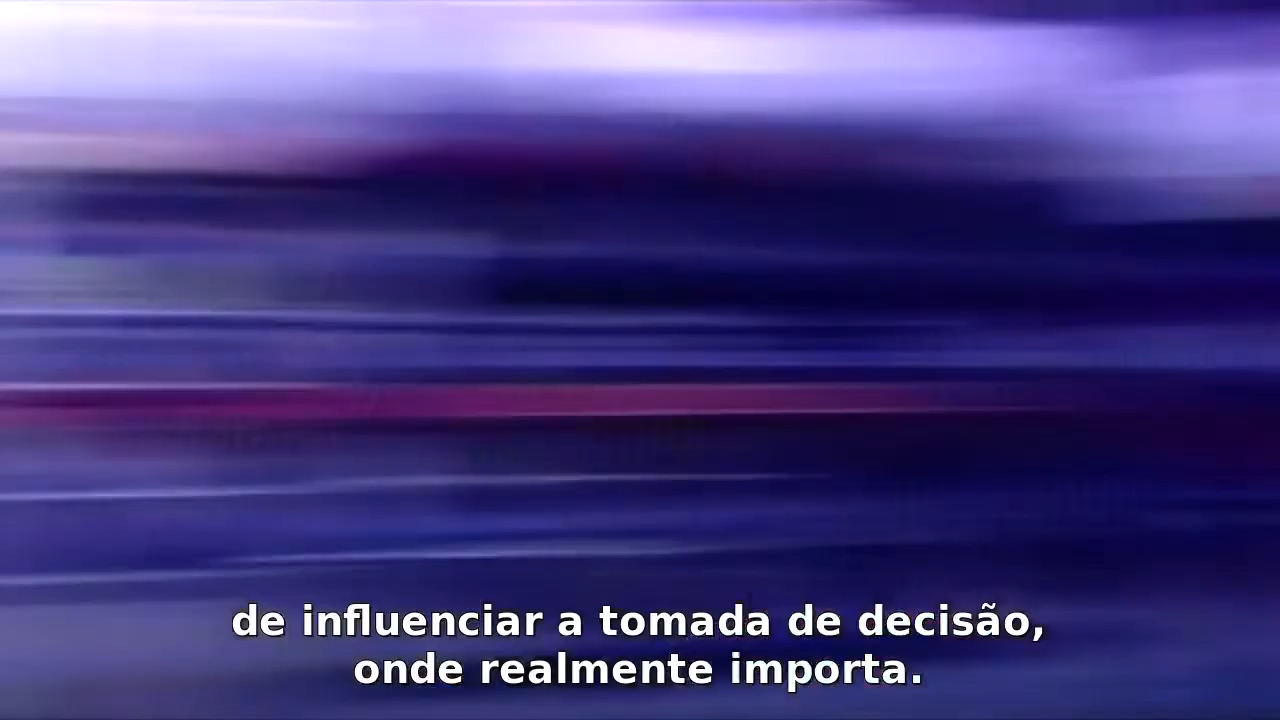 de influenciar a tomada de decisão,
onde realmente importa.